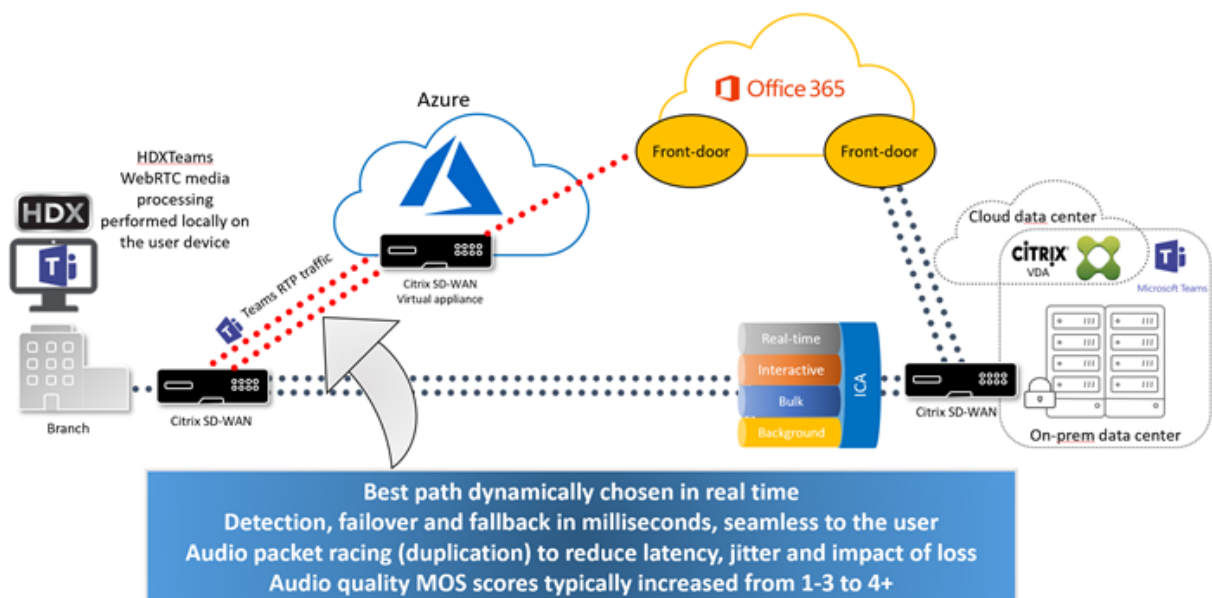 Office 365
Azure
Front-door
Front-door
HDXTeams
WebRTC media
processing
performed locally on
the user device
HDX
Cloud data center
CİTRIX
VDA
Microsoft Teams
Teams RTP traffic
Citrix SD-WAN
Virtual appliance
Real-time
Interactive
Bulk
Background
ICA
Branch
Citrix SD-WAN
Citrix SD-WAN
On-prem data center
Best path dynamically chosen in real time
Detection, failover and fallback in milliseconds, seamless to the user
Audio packet racing (duplication) to reduce latency, jitter and impact of loss
Audio quality MOS scores typically increased from 1-3 to 4+